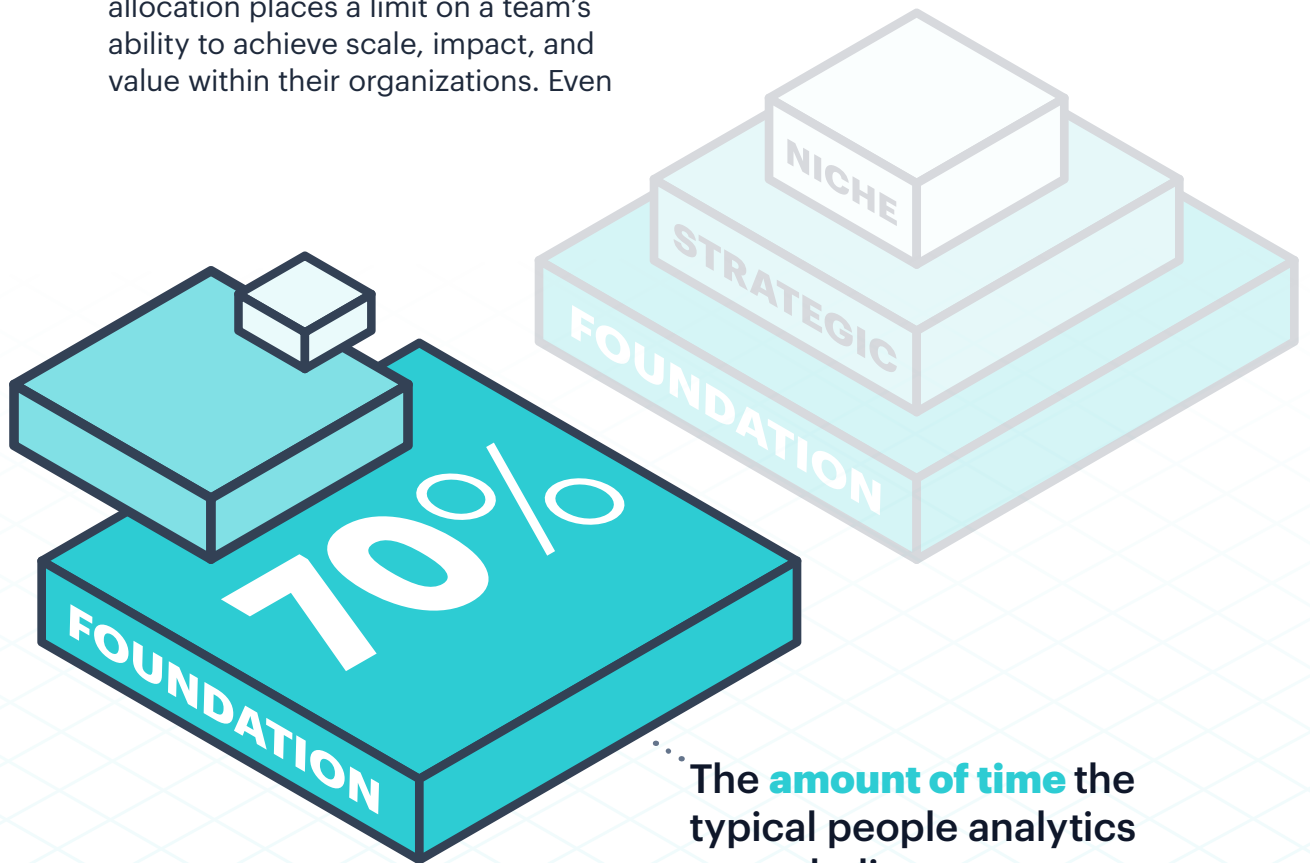 allocation places a limit on a team's
ability to achieve scale, impact, and
value within their organizations. Even
NICHE
STRATEGIC
FOUNDATION
70%
FOUNDATION
The amount of time the
typical people analytics